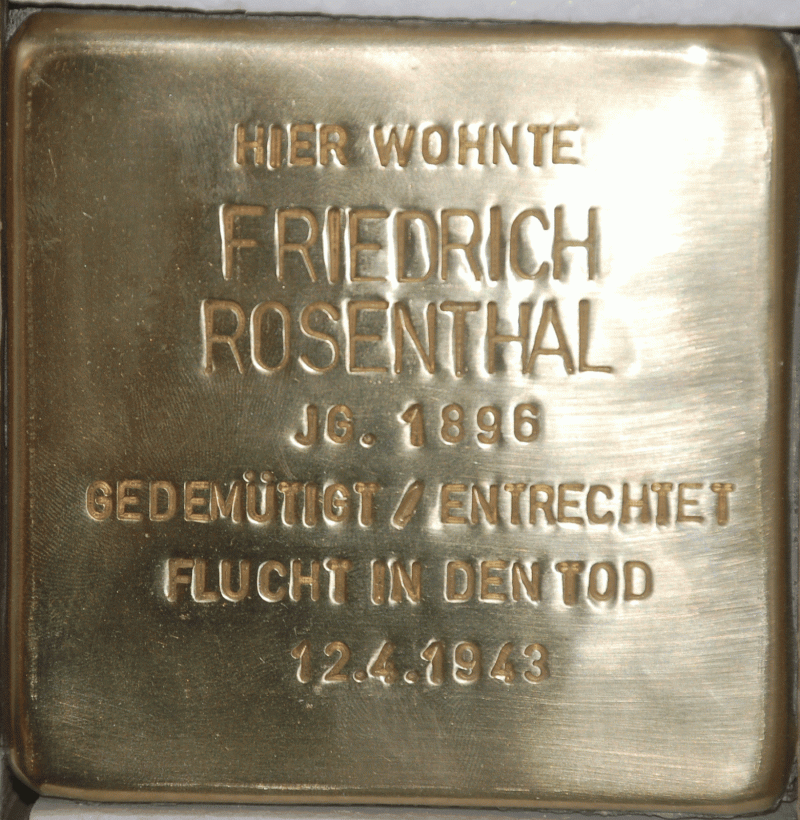 HIER WOHNTE
FRIEDRICH
ROSENTHAL
JG. 1896
GEDEMÜTIGT / ENTRECHTET
FLUCHT IN DEN TOD
12.4.1943